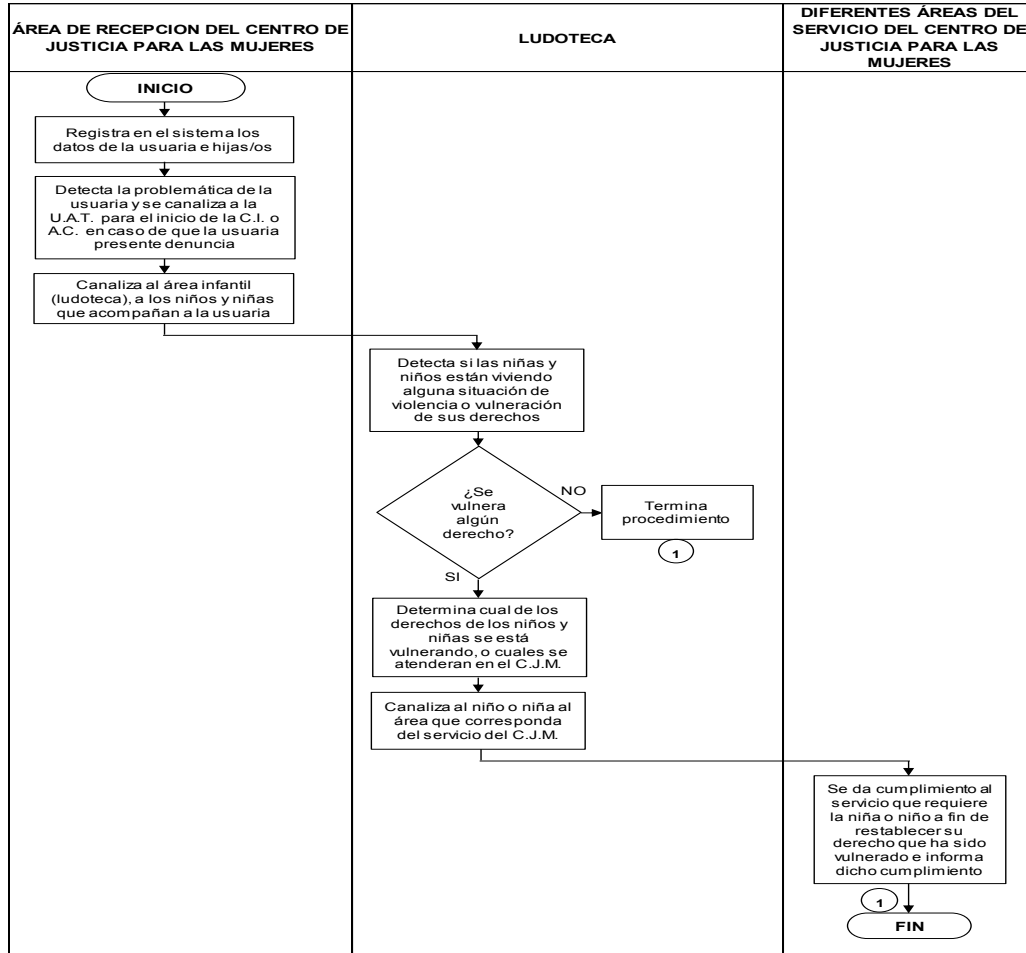 ÁREA DE RECEPCION DEL CENTRO DE
JUSTICIA PARA LAS MUJERES
LUDOTECA
DIFERENTES ÁREAS DEL
SERVICIO DEL CENTRO DE
JUSTICIA PARA LAS
MUJERES
INICIO
Registra en el sistema los
datos de la usuaria e hijas/os
Detecta la problemática de la
usuaria y se canaliza a la
U.A.T. para el inicio de la C.I. o
A.C. en caso de que la usuaria
presente denuncia
Canaliza al área infantil
(ludoteca), a los niños y niñas
que acompañan a la usuaria
Detecta si las niñas y
niños están viviendo
alguna situación de
violencia o vulneración
de sus derechos
¿Se
vulnera
algún
derecho?
NO
Termina
procedimiento
1
SI
Determina cual de los
derechos de los niños y
niñas se está
vulnerando, o cuales se
atenderan en el C.J.M.
Canaliza al niño o niña al
área que corresponda
del servicio del C.J.M.
Se da cumplimiento al
servicio que requiere
la niña o niño a fin de
restablecer su
derecho que ha sido
vulnerado e informa
dicho cumplimiento
1
FIN